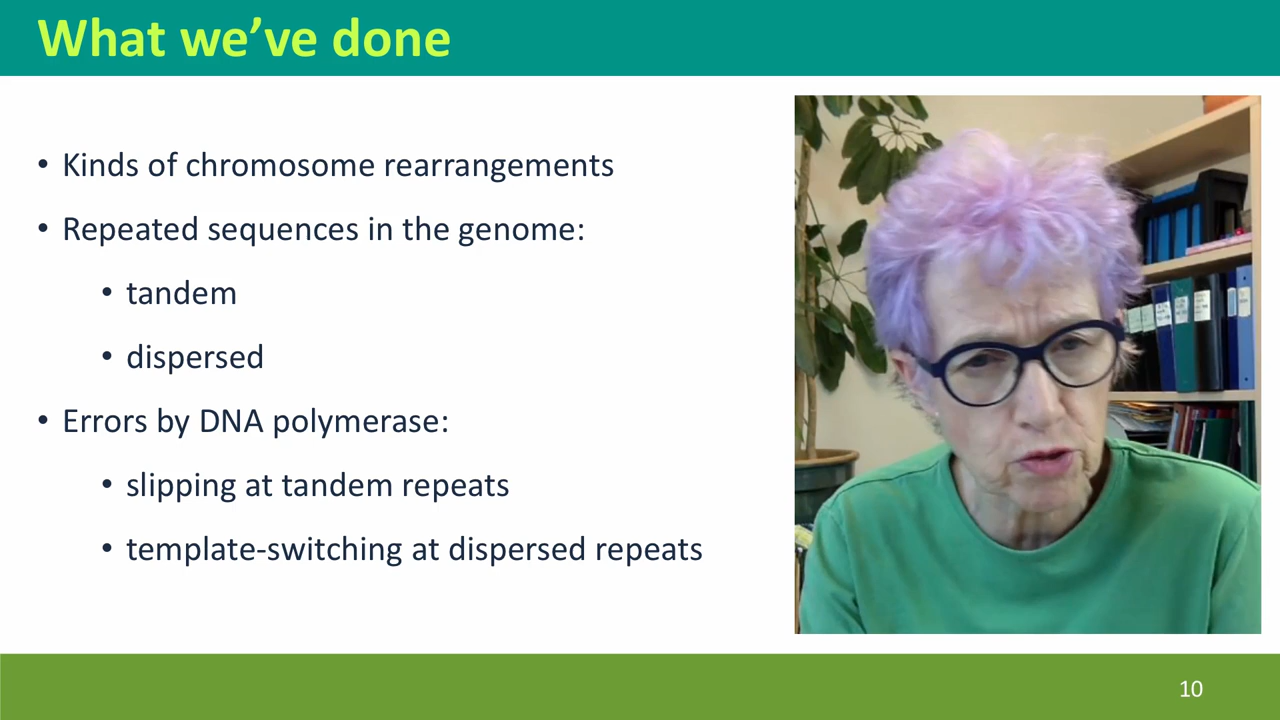 What we’ve done
• Kinds of chromosome rearrangements
• Repeated sequences in the genome:
• tandem
• dispersed
• Errors by DNA polymerase:
• slipping at tandem repeats
• template-switching at dispersed repeats
10